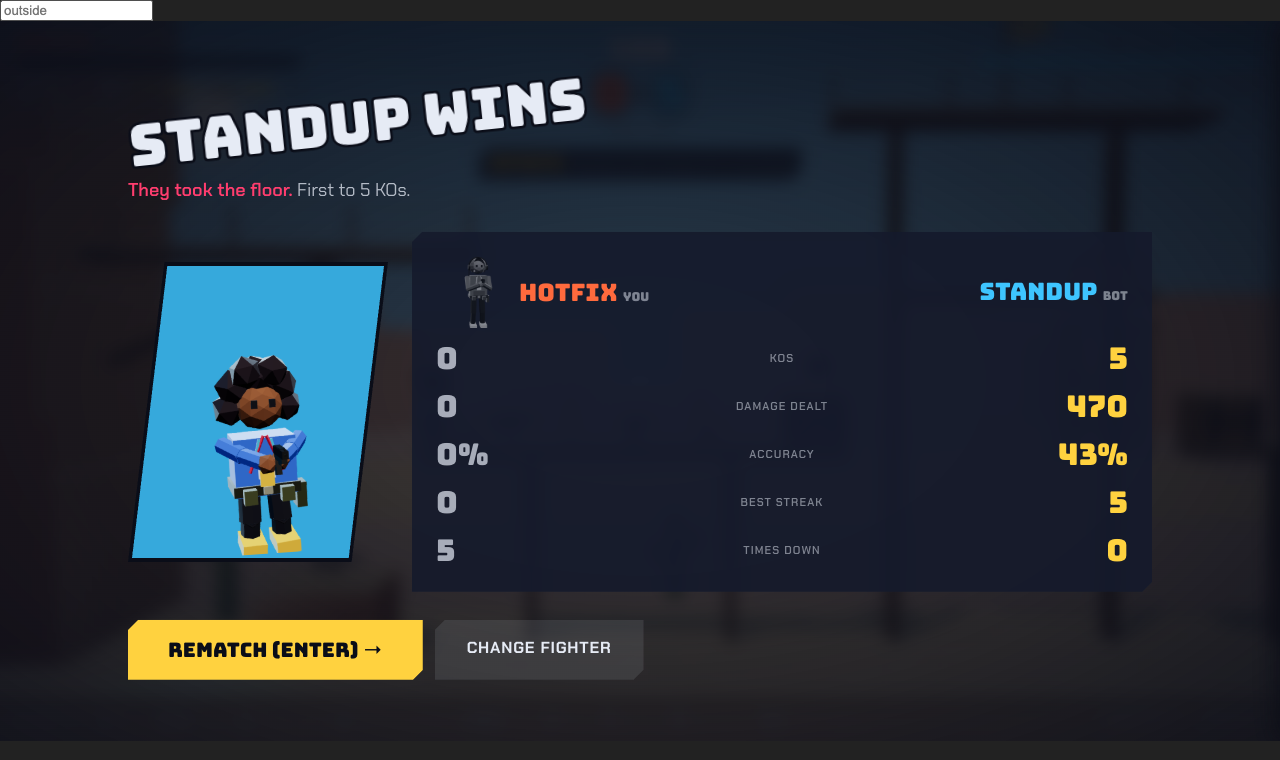 outside
STANDUP WINS
They took the floor. First to 5 KOs.
HOTFIX YOU
STANDUP BOT
0 KOS 5
0 DAMAGE DEALT 470
0% ACCURACY 43%
0 BEST STREAK 5
5 TIMES DOWN 0
REMATCH (ENTER) →
CHANGE FIGHTER